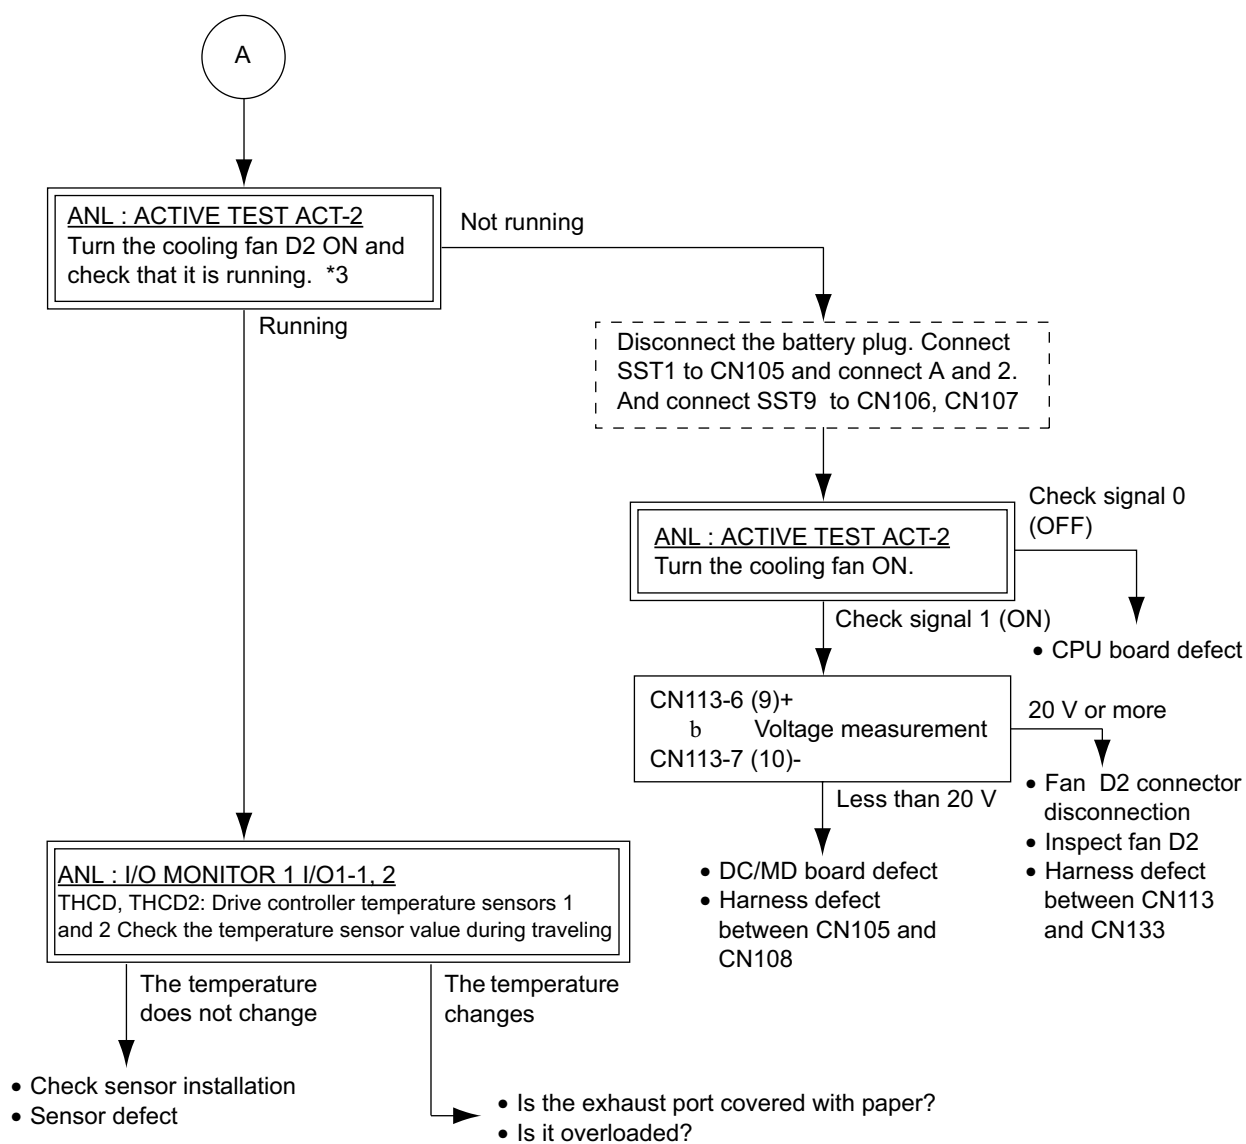 A
ANL : ACTIVE TEST ACT-2
Turn the cooling fan D2 ON and
check that it is running. *3
Not running
Running
Disconnect the battery plug. Connect
SST1 to CN105 and connect A and 2.
And connect SST9 to CN106, CN107
ANL : ACTIVE TEST ACT-2
Turn the cooling fan ON.
Check signal 0
(OFF)
• CPU board defect
Check signal 1 (ON)
CN113-6 (9)+
b Voltage measurement
CN113-7 (10)-
20 V or more
• Fan D2 connector
disconnection
• Inspect fan D2
• Harness defect
between CN113
and CN133
Less than 20 V
• DC/MD board defect
• Harness defect
between CN105 and
CN108
ANL : I/O MONITOR 1 I/O1-1, 2
THCD, THCD2: Drive controller temperature sensors 1
and 2 Check the temperature sensor value during traveling
The temperature
does not change
The temperature
changes
• Check sensor installation
• Sensor defect
• Is the exhaust port covered with paper?
• Is it overloaded?